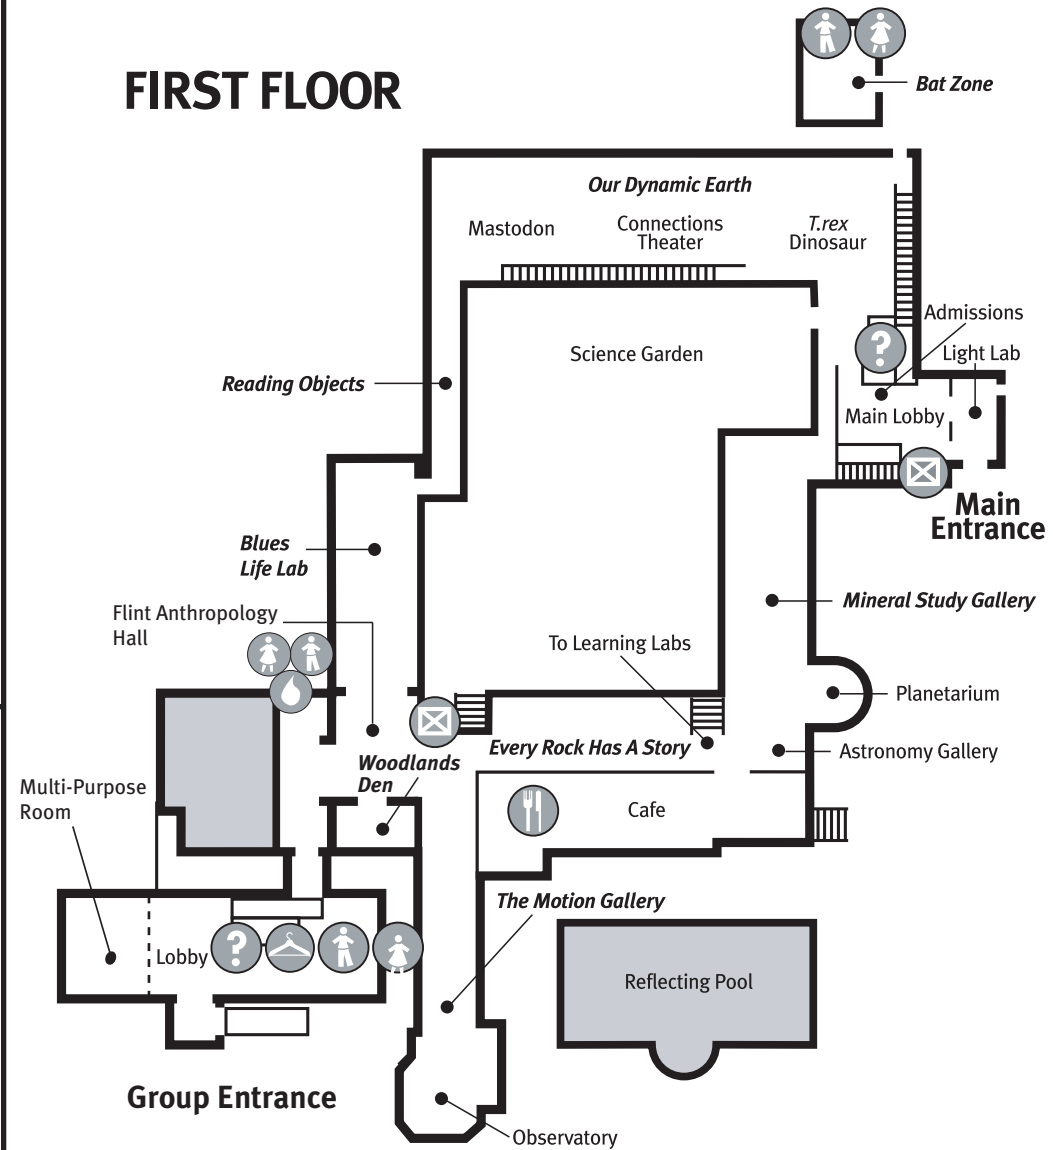 FIRST FLOOR
Bat Zone
Our Dynamic Earth
Mastodon
Connections
Theater
T.rex
Dinosaur
Admissions
Light Lab
Science Garden
?
Reading Objects
Main Lobby
Main
Entrance
Blues
Life Lab
Mineral Study Gallery
Flint Anthropology
Hall
To Learning Labs
Planetarium
Every Rock Has A Story
Astronomy Gallery
Woodlands
Den
Multi-Purpose
Room
Cafe
The Motion Gallery
Lobby
?
Reflecting Pool
Group Entrance
Observatory